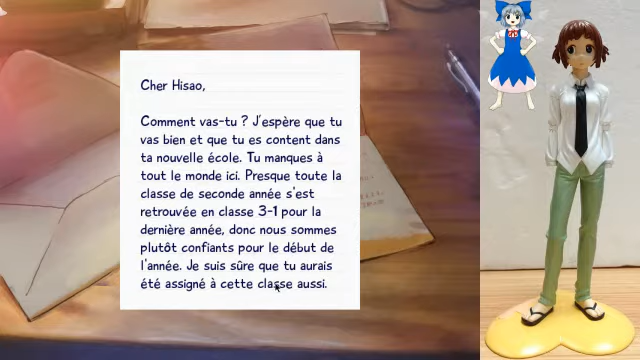 Cher Hisao,
Comment vas-tu ? J'espère que tu
vas bien et que tu es content dans
ta nouvelle école. Tu manques à
tout le monde ici. Presque toute la
classe de seconde année s'est
retrouvée en classe 3-1 pour la
dernière année, donc nous sommes
plutôt confiants pour le début de
l'année. Je suis sûre que tu aurais
été assigné à cette classe aussi.